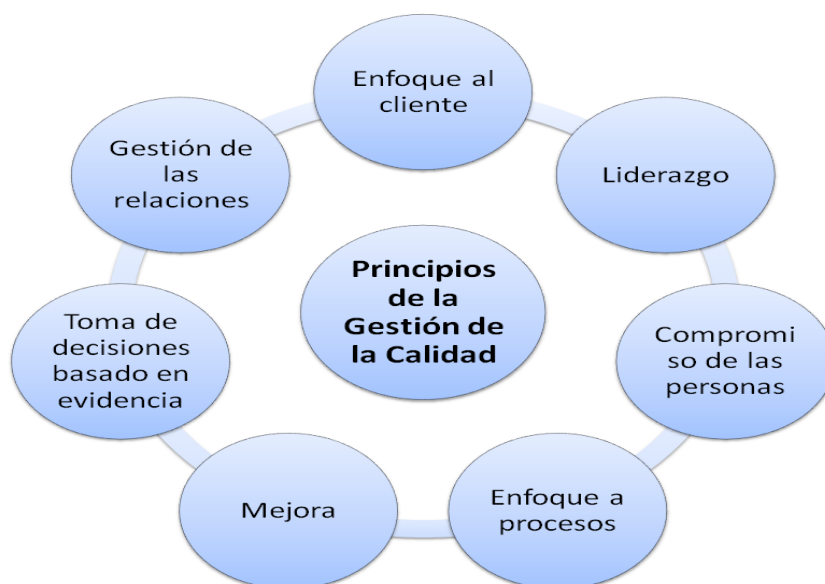 Enfoque al
cliente
Liderazgo
Compromi
so de las
personas
Enfoque a
procesos
Mejora
Toma de
decisiones
basado en
evidencia
Gestión de
las
relaciones
Principios
de la
Gestión de
la Calidad